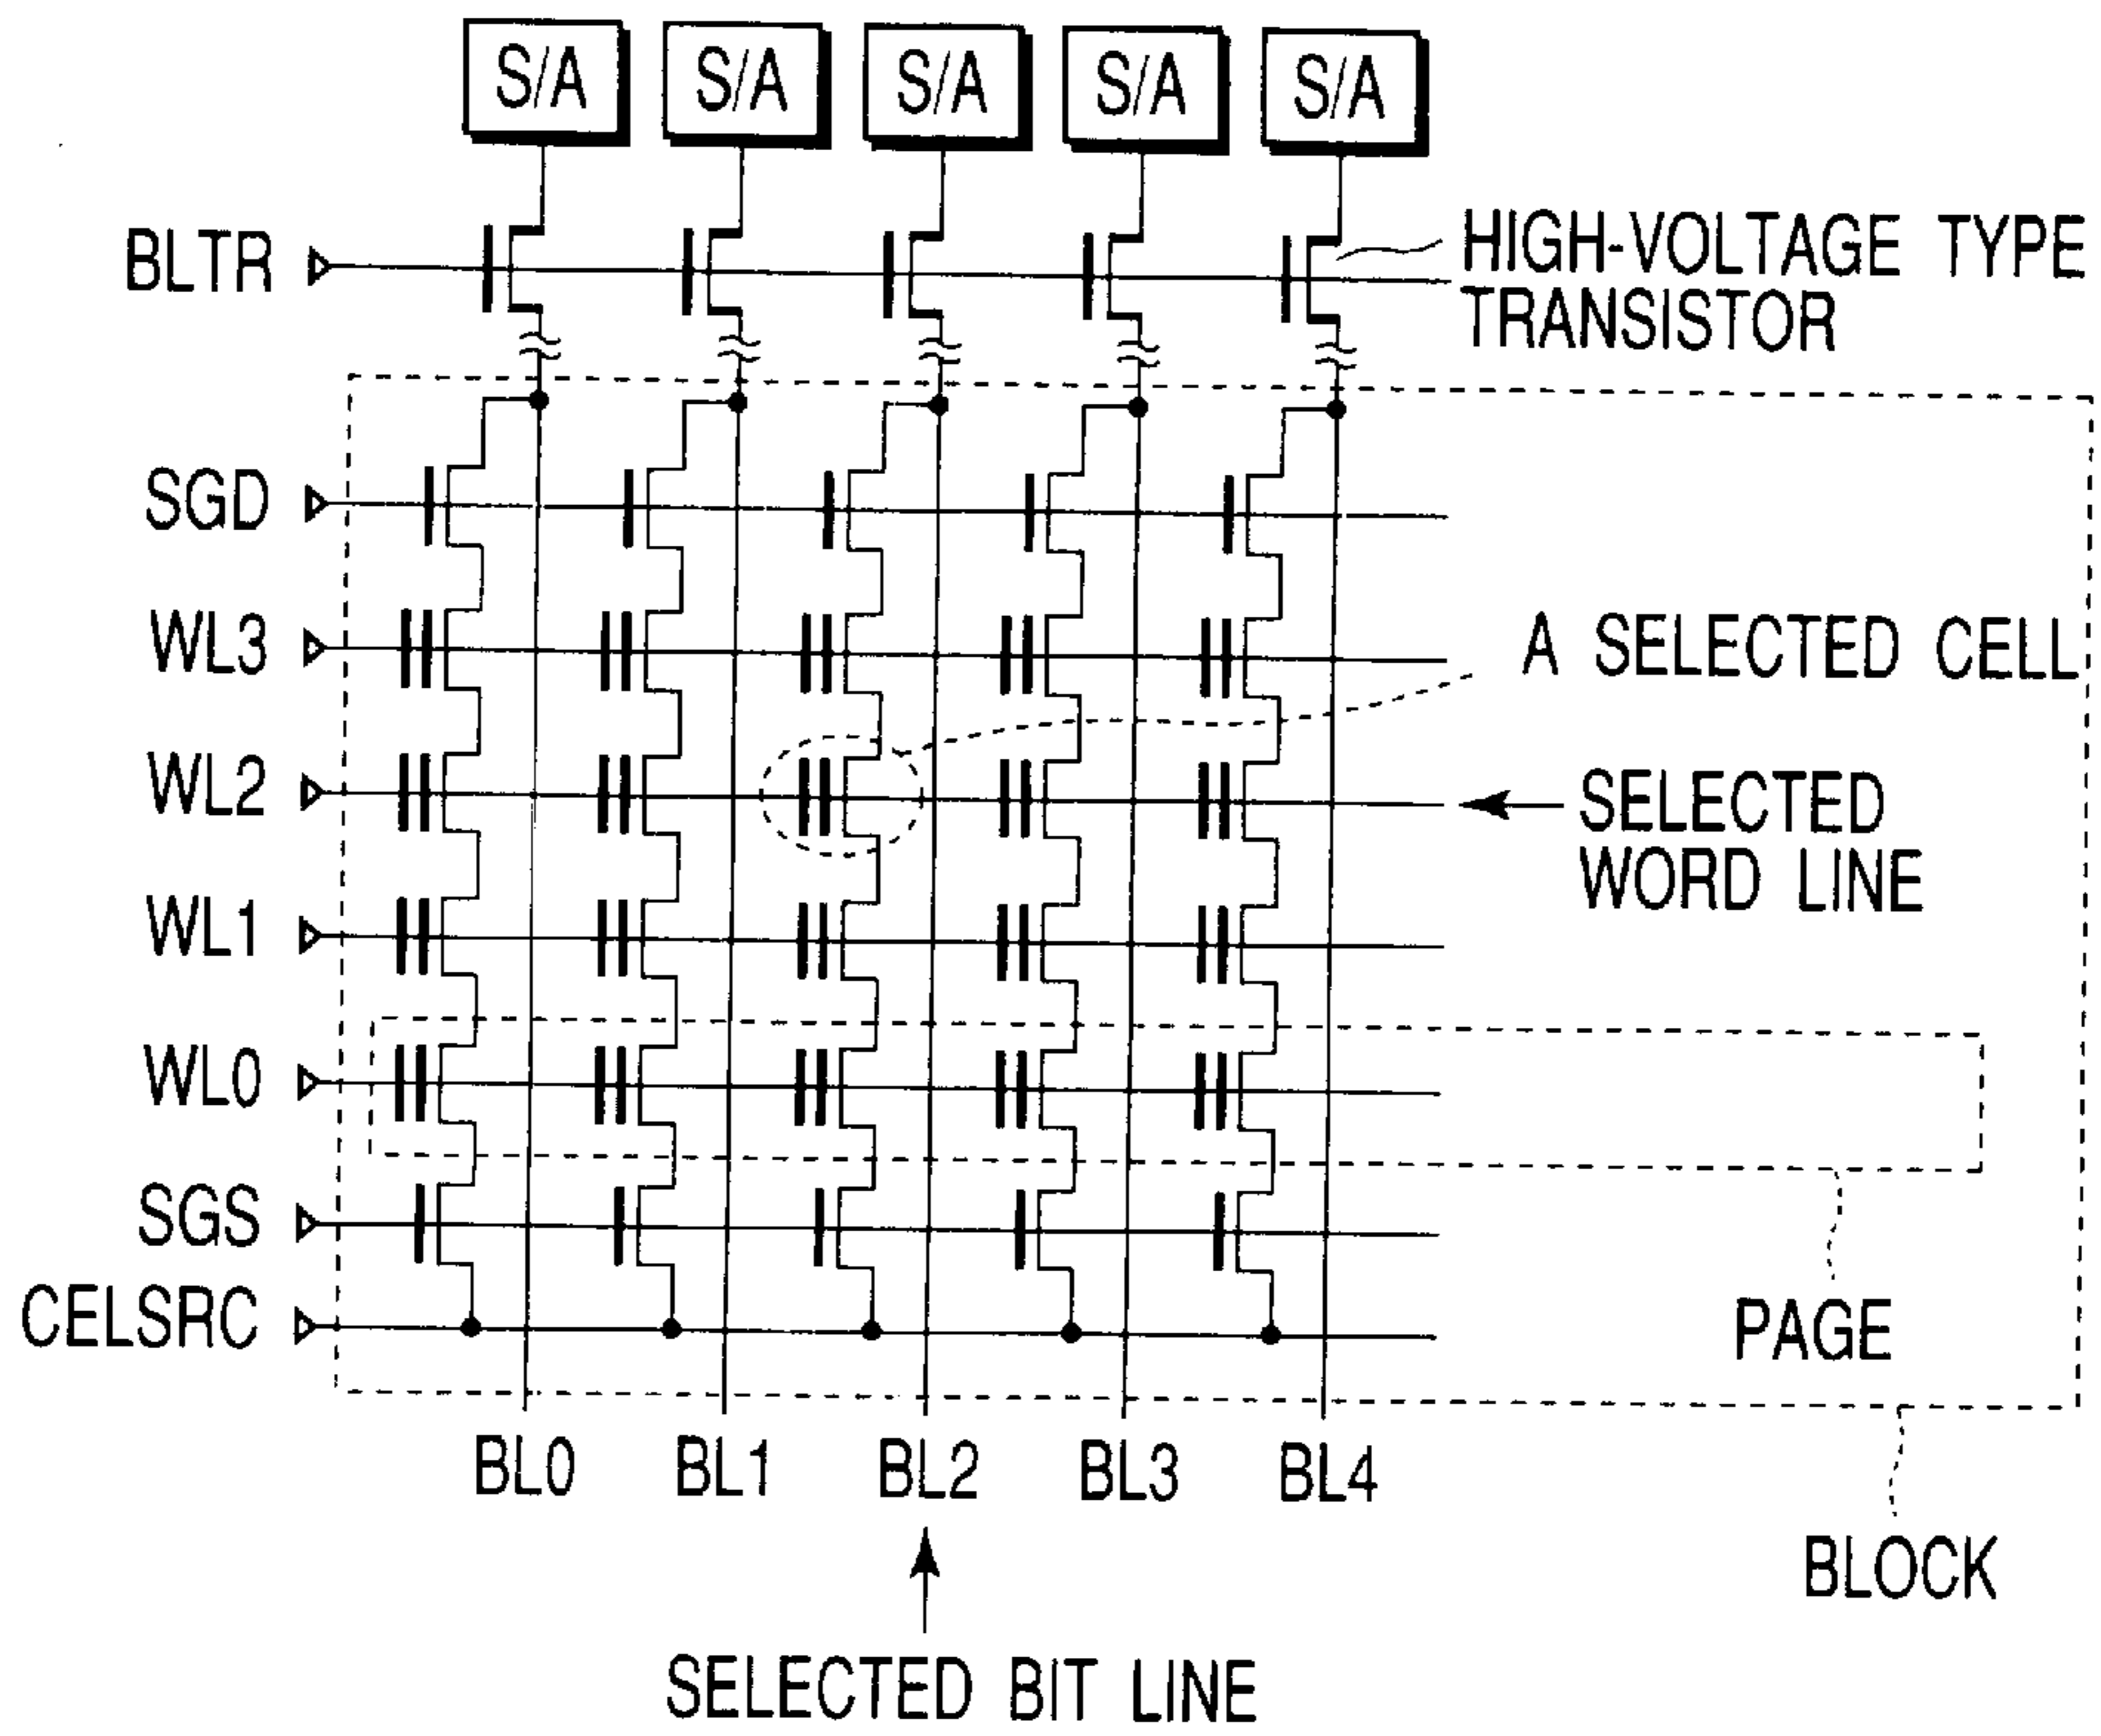 S/A S/A S/A S/A S/A
BLTR
HIGH-VOLTAGE TYPE
TRANSISTOR
SGD
WL3
A SELECTED CELL
WL2
SELECTED
WORD LINE
WL1
WL0
SGS
CELSRC
PAGE
BL0 BL1 BL2 BL3 BL4
BLOCK
SELECTED BIT LINE